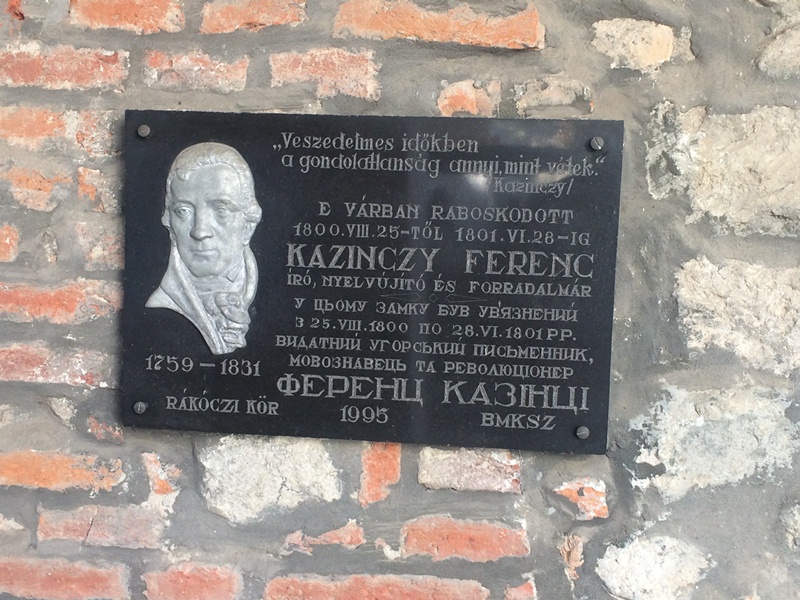 „Veszedelmes időkben
a gondolatlanság annyi, mint vétek."
/Kazinczy/
E VÁRBAN RABOSKODOTT
1800.VIII.25-TŐL 1801.VI.28-IG
KAZINCZY FERENC
ÍRÓ, NYELVUJÍTÓ ÉS FORRADALMÁR
У ЦЬОМУ ЗАМКУ БУВ УВ'ЯЗНЕНИЙ
З 25.VIII.1800 ПО 28.VI.1801 РР.
ВИДАТНИЙ УГОРСЬКИЙ ПИСЬМЕННИК,
МОВОЗНАВЕЦЬ ТА РЕВОЛЮЦІОНЕР
ФЕРЕНЦ КАЗІНЦІ
1759-1831
RÁKÓCZI KÖR
1995
BMKSZ